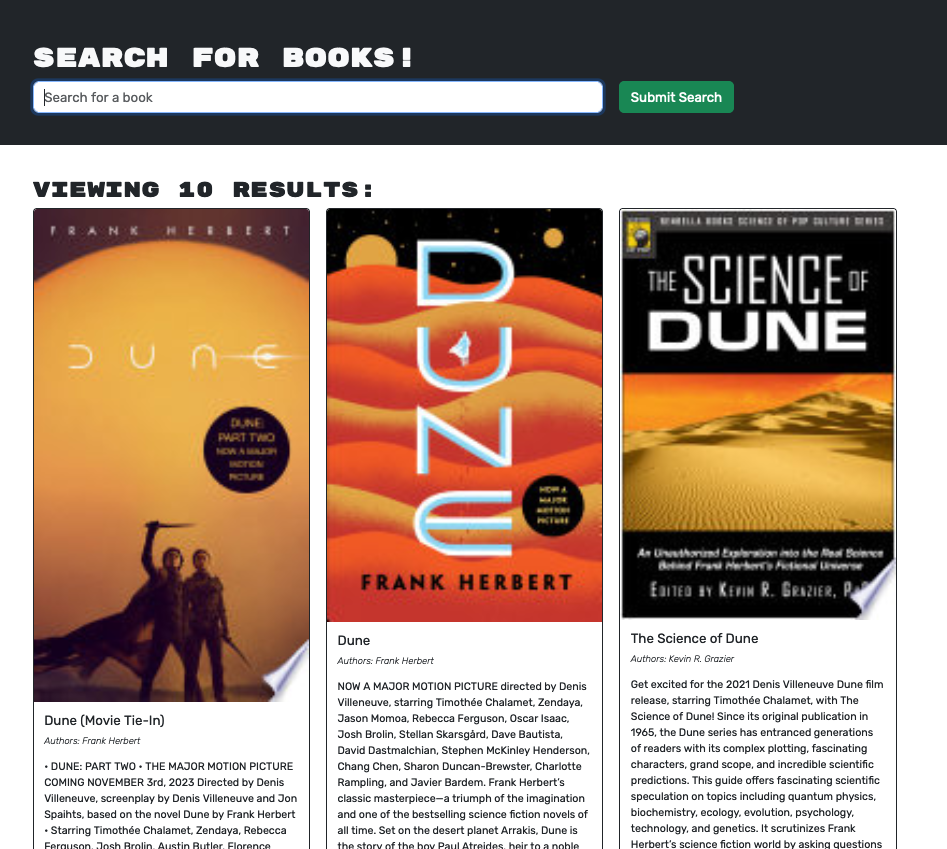 SEARCH FOR BOOKS!
Search for a book
Submit Search
VIEWING 10 RESULTS:
FRANK HERBERT
DUNE
DUNE:
PART TWO
NOW A MAJOR
MOTION
PICTURE
Dune (Movie Tie-In)
Authors: Frank Herbert
• DUNE: PART TWO • THE MAJOR MOTION PICTURE
COMING NOVEMBER 3rd, 2023 Directed by Denis
Villeneuve, screenplay by Denis Villeneuve and Jon
Spaihts, based on the novel Dune by Frank Herbert
• Starring Timothée Chalamet, Zendaya, Rebecca
Ferguson, Josh Brolin, Austin Butler, Florence
DUNE
NOW A
MAJOR
MOTION
PICTURE
FRANK HERBERT
Dune
Authors: Frank Herbert
NOW A MAJOR MOTION PICTURE directed by Denis
Villeneuve, starring Timothée Chalamet, Zendaya,
Jason Momoa, Rebecca Ferguson, Oscar Isaac,
Josh Brolin, Stellan Skarsgård, Dave Bautista,
David Dastmalchian, Stephen McKinley Henderson,
Chang Chen, Sharon Duncan-Brewster, Charlotte
Rampling, and Javier Bardem. Frank Herbert's
classic masterpiece—a triumph of the imagination
and one of the bestselling science fiction novels of
all time. Set on the desert planet Arrakis, Dune is
the story of the boy Paul Atreides, heir to a noble
BENBELLA BOOKS SCIENCE OF POP CULTURE SERIES
THE SCIENCE OF
DUNE
An Unauthorized Exploration into the Real Science
Behind Frank Herbert's Fictional Universe
EDITED BY KEVIN R. GRAZIER,
The Science of Dune
Authors: Kevin R. Grazier
Get excited for the 2021 Denis Villeneuve Dune film
release, starring Timothée Chalamet, with The
Science of Dune! Since its original publication in
1965, the Dune series has entranced generations
of readers with its complex plotting, fascinating
characters, grand scope, and incredible scientific
predictions. This guide offers fascinating scientific
speculation on topics including quantum physics,
biochemistry, ecology, evolution, psychology,
technology, and genetics. It scrutinizes Frank
Herbert's science fiction world by asking questions